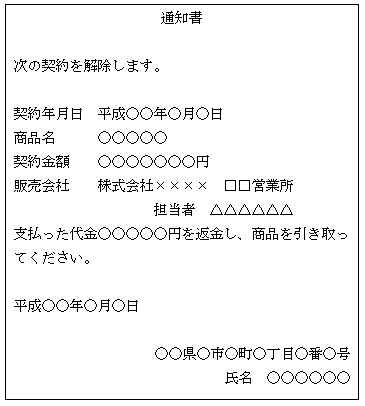 通知書
次の契約を解除します。
契約年月日　平成○○年○月○日
商品名　　　○○○○○
契約金額　　○○○○○○○円
販売会社　　株式会社××××　□□営業所
担当者　△△△△△△
支払った代金○○○○○円を返金し、商品を引き取っ
てください。
平成○○年○月○日
○○県○市○町○丁目○番○号
氏名　○○○○○○